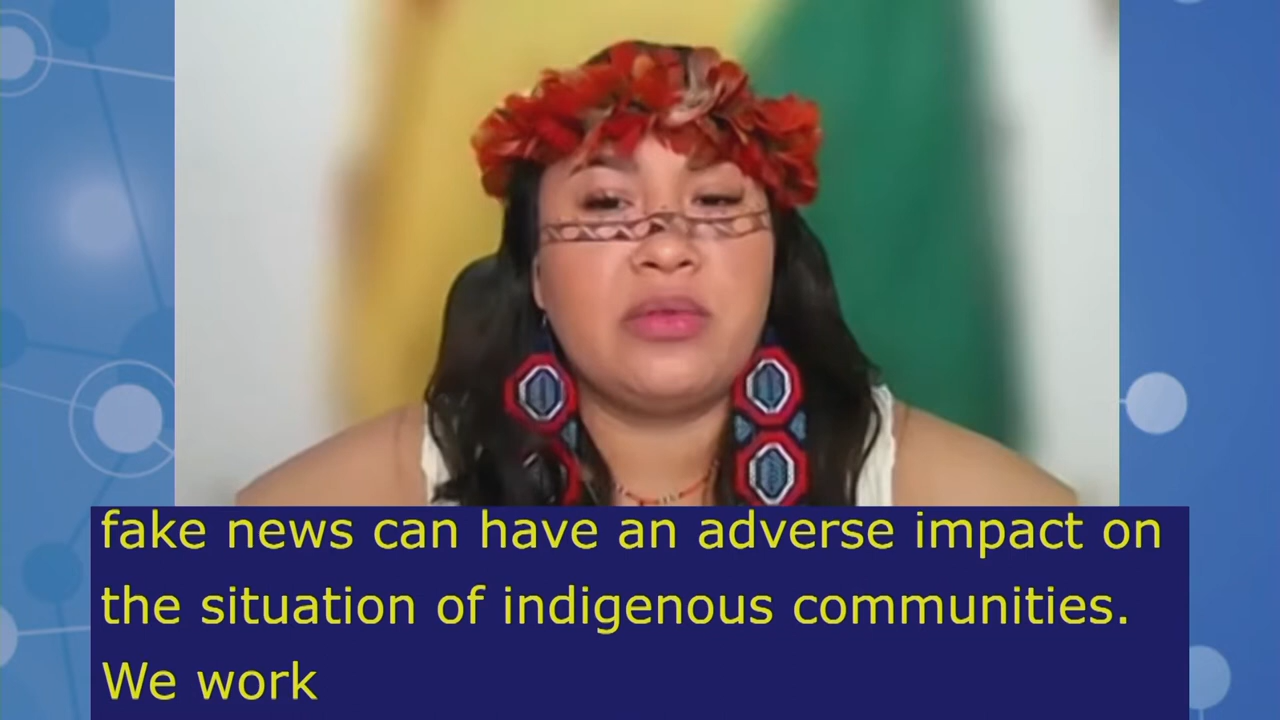 fake news can have an adverse impact on
the situation of indigenous communities.
We work